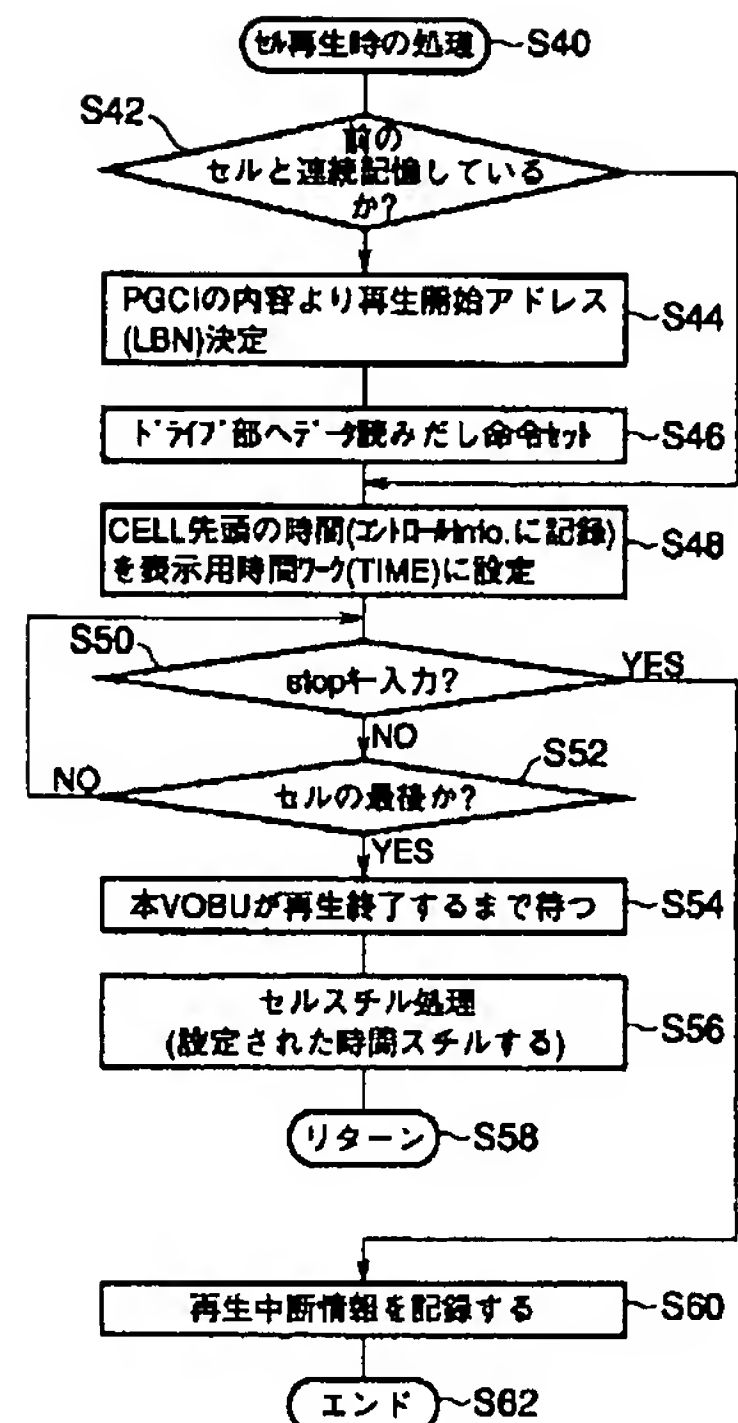 セル再生時の処理 S40
S42
前の
セルと連続記憶している
か?
PGCIの内容より再生開始アドレス
(LBN)決定
S44
ドライブ部へデータ読みだし命令セット S46
CELL先頭の時間(コントロールinfo.に記録)
を表示用時間ワーク(TIME)に設定
S48
S50
stopキー入力?
YES
NO
S52
セルの最後か?
NO
YES
本VOBUが再生終了するまで待つ S54
セルスチル処理
(設定された時間スチルする)
S56
リターン S58
再生中断情報を記録する S60
エンド S62